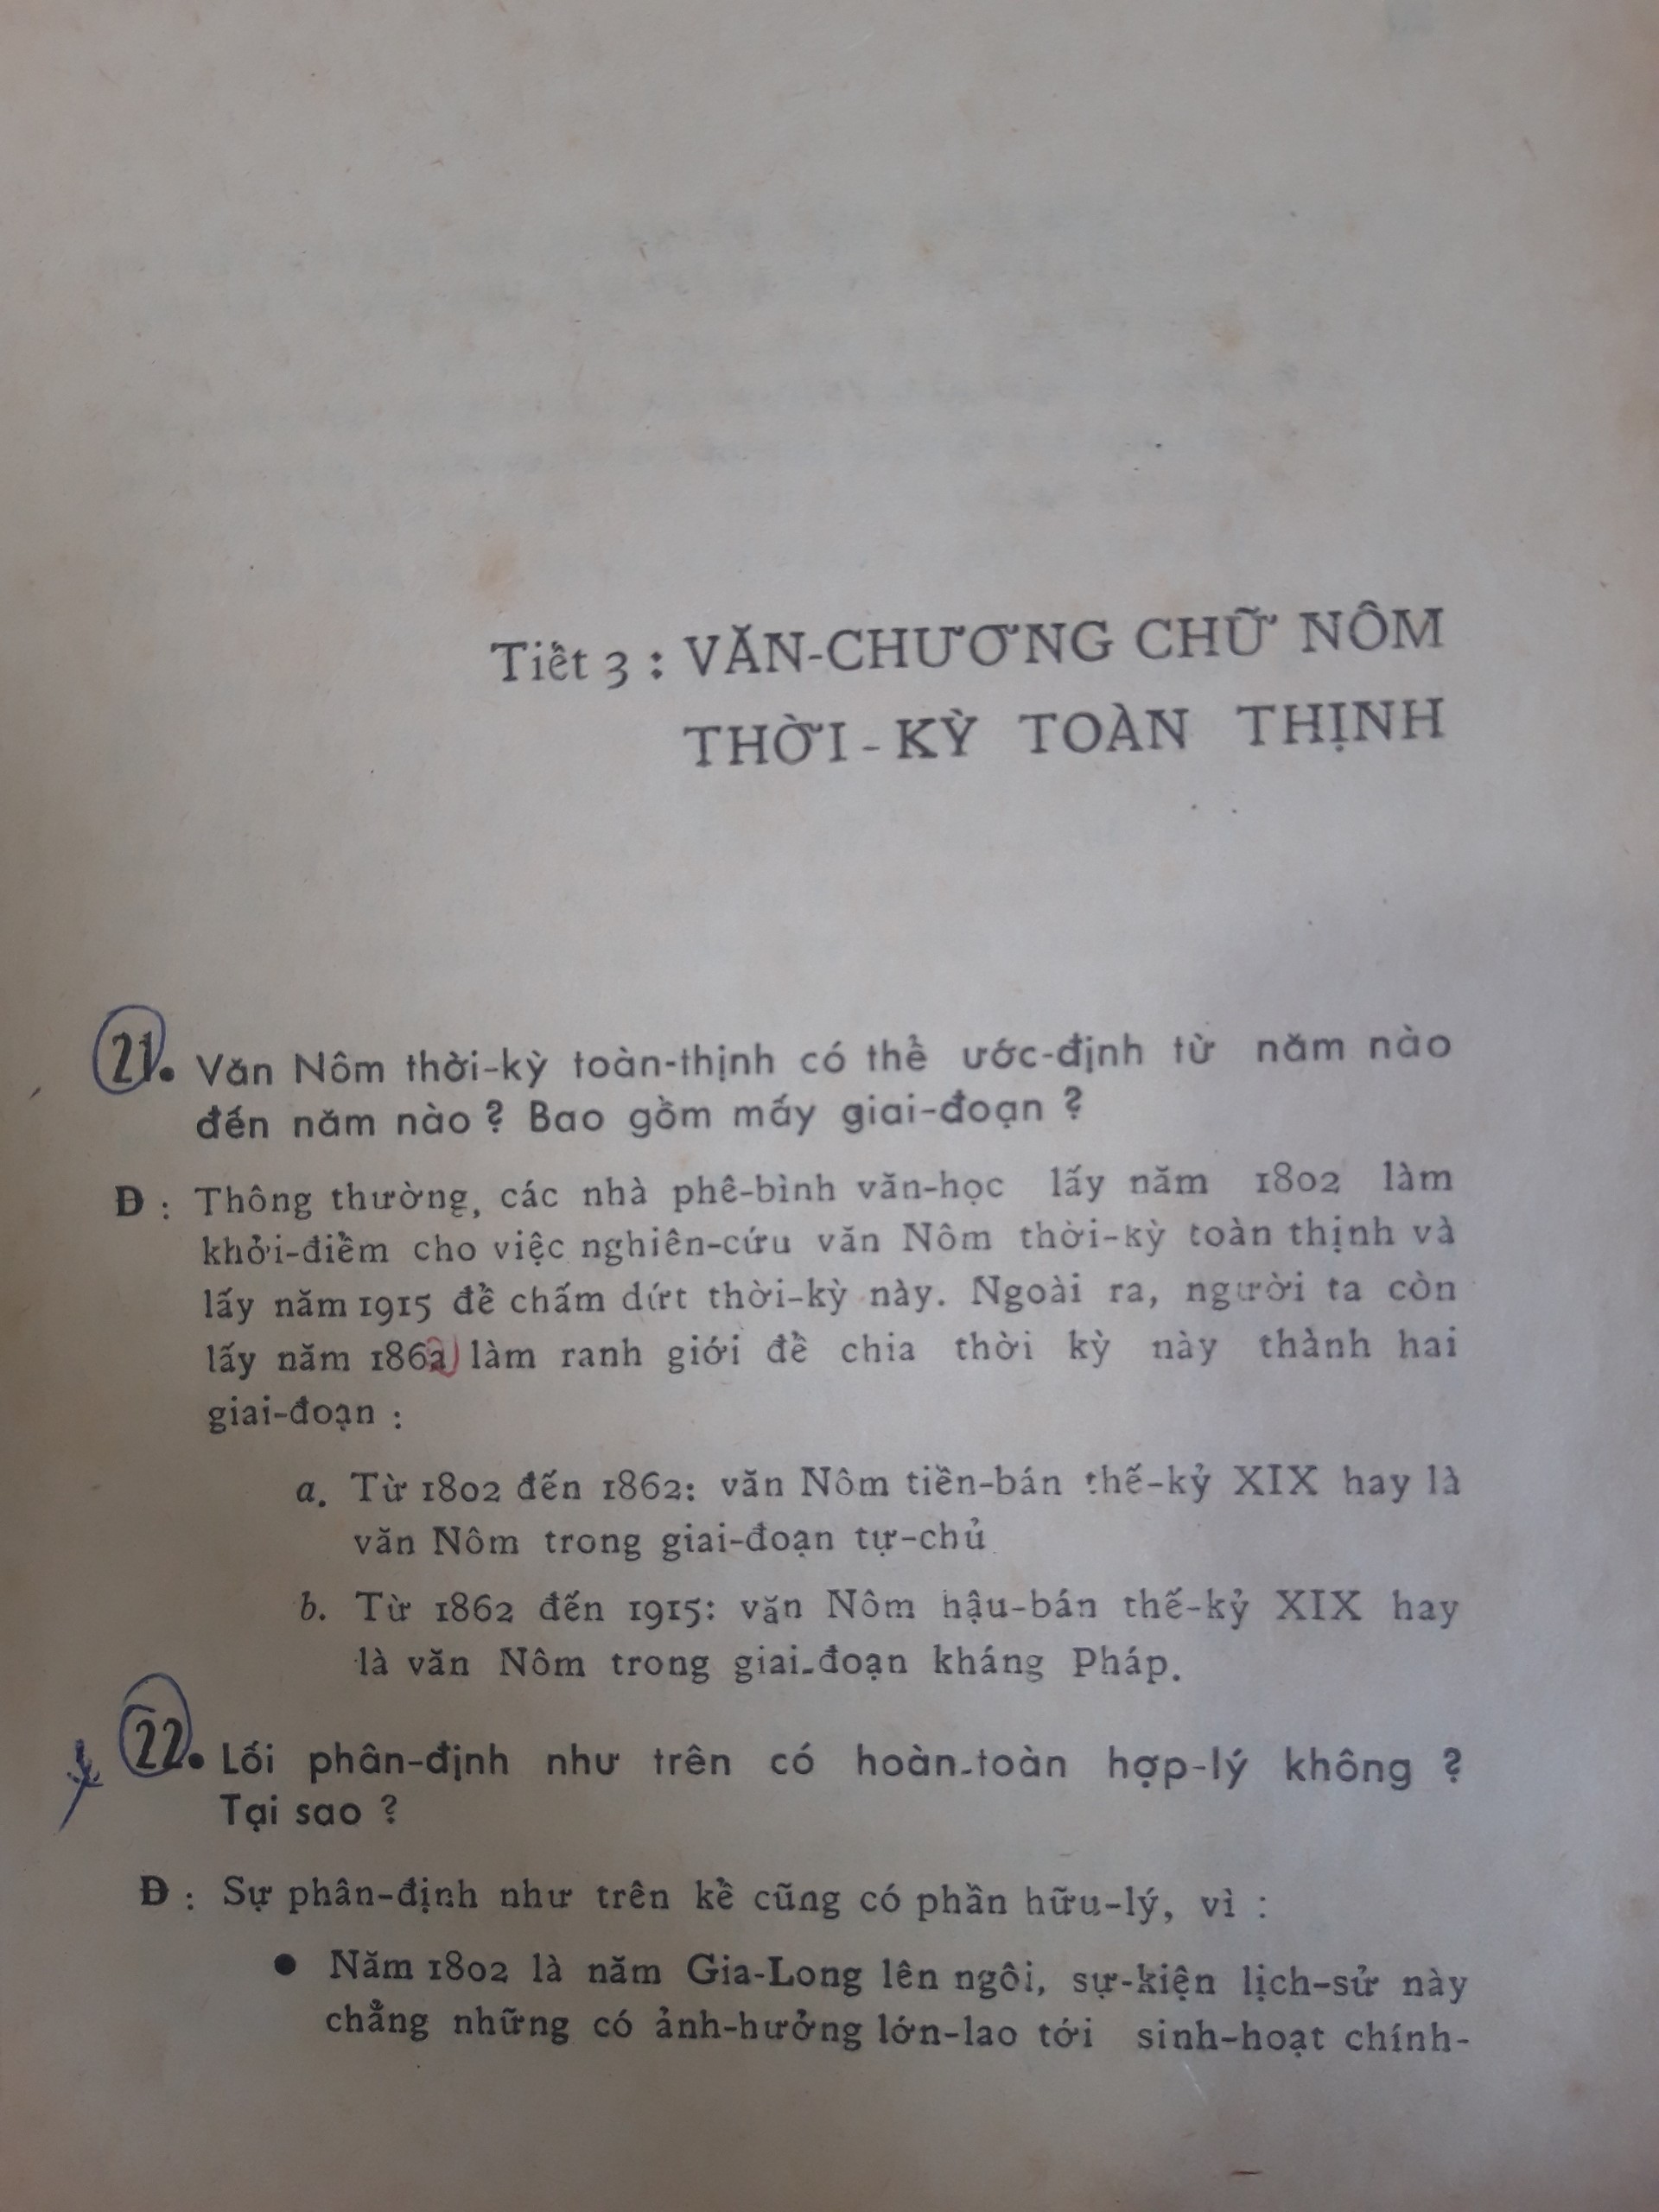 Tiết 3 : VĂN-CHƯƠNG CHỮ NÔM
THỜI-KỲ TOÀN THỊNH
21. Văn Nôm thời-kỳ toàn-thịnh có thể ước-định từ năm nào
đến năm nào ? Bao gồm mấy giai-đoạn ?
Đ : Thông thường, các nhà phê-bình văn-học lấy năm 1802 làm
khởi-điểm cho việc nghiên-cứu văn Nôm thời-kỳ toàn thịnh và
lấy năm 1915 để chấm dứt thời-kỳ này. Ngoài ra, người ta còn
lấy năm 1862 làm ranh giới để chia thời kỳ này thành hai
giai-đoạn :
a. Từ 1802 đến 1862: văn Nôm tiền-bán thế-kỷ XIX hay là
văn Nôm trong giai-đoạn tự-chủ
b. Từ 1862 đến 1915: văn Nôm hậu-bán thế-kỷ XIX hay
là văn Nôm trong giai-đoạn kháng Pháp.
22. Lối phân-định như trên có hoàn-toàn hợp-lý không ?
Tại sao ?
Đ : Sự phân-định như trên kể cũng có phần hữu-lý, vì :
● Năm 1802 là năm Gia-Long lên ngôi, sự-kiện lịch-sử này
chẳng những có ảnh-hưởng lớn-lao tới sinh-hoạt chính-